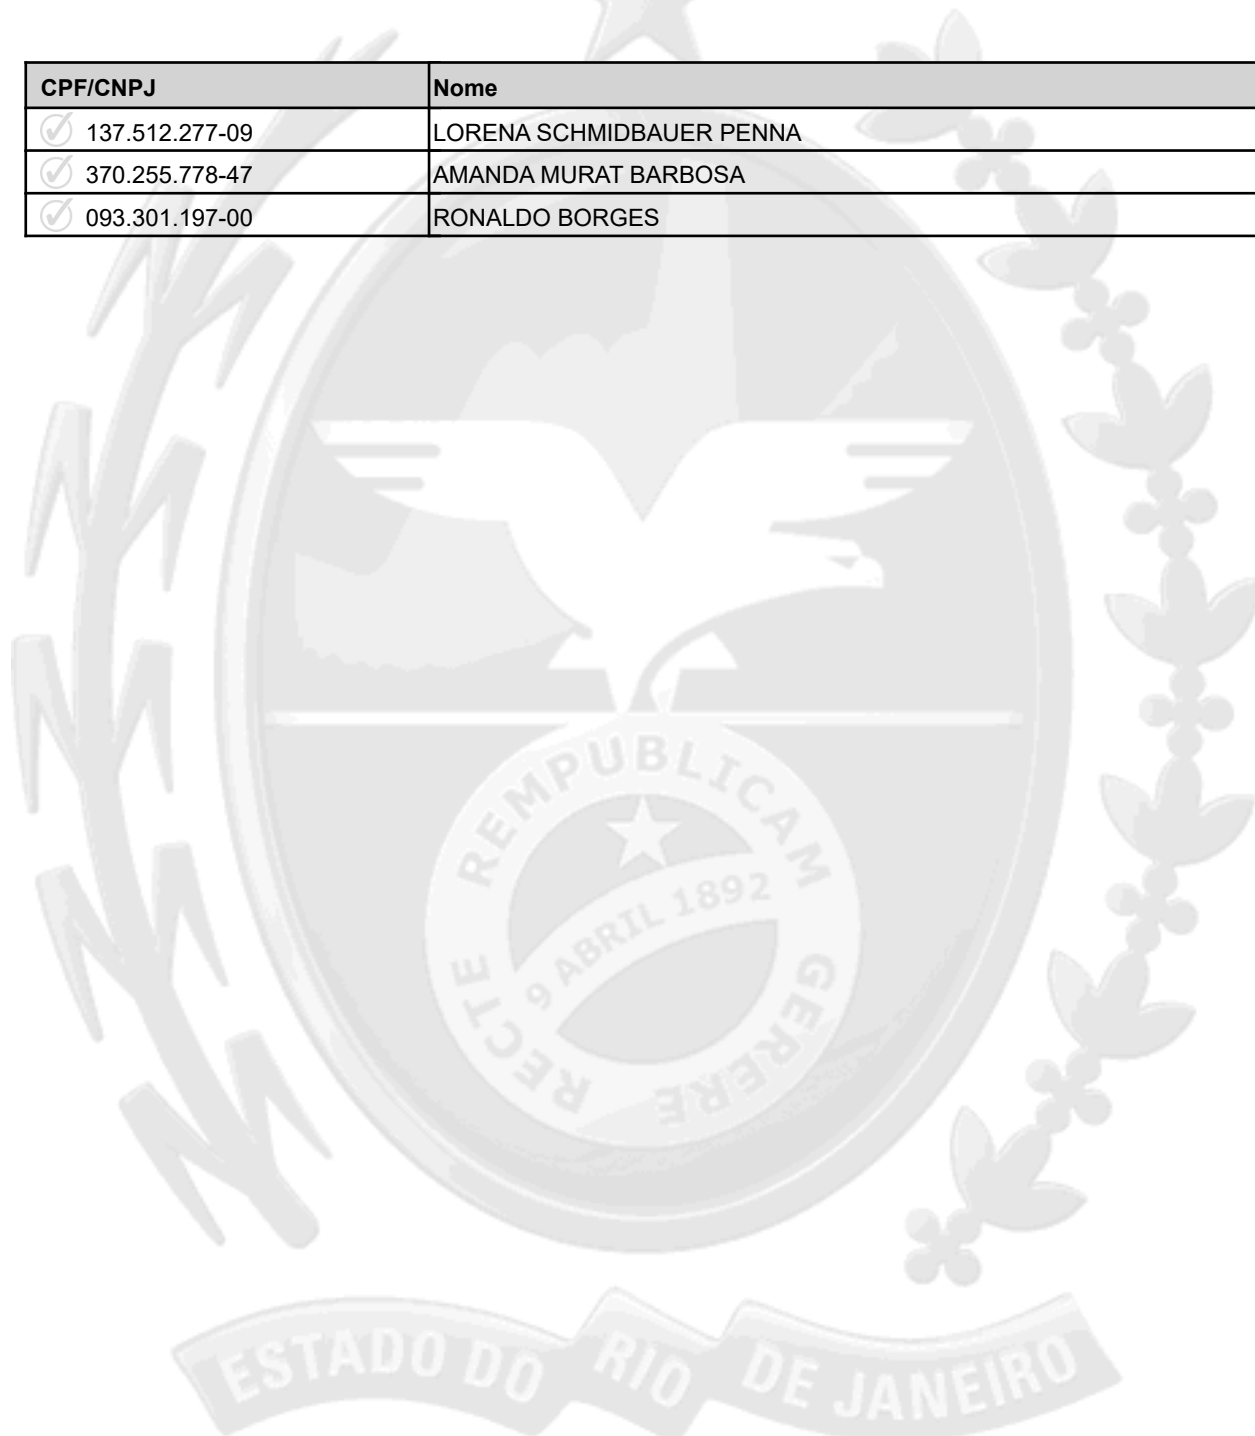 CPF/CNPJ Nome
137.512.277-09 LORENA SCHMIDBAUER PENNA
370.255.778-47 AMANDA MURAT BARBOSA
093.301.197-00 RONALDO BORGES
RECTE REMPUBLICAM GERERE
9 ABRIL 1892
ESTADO DO RIO DE JANEIRO